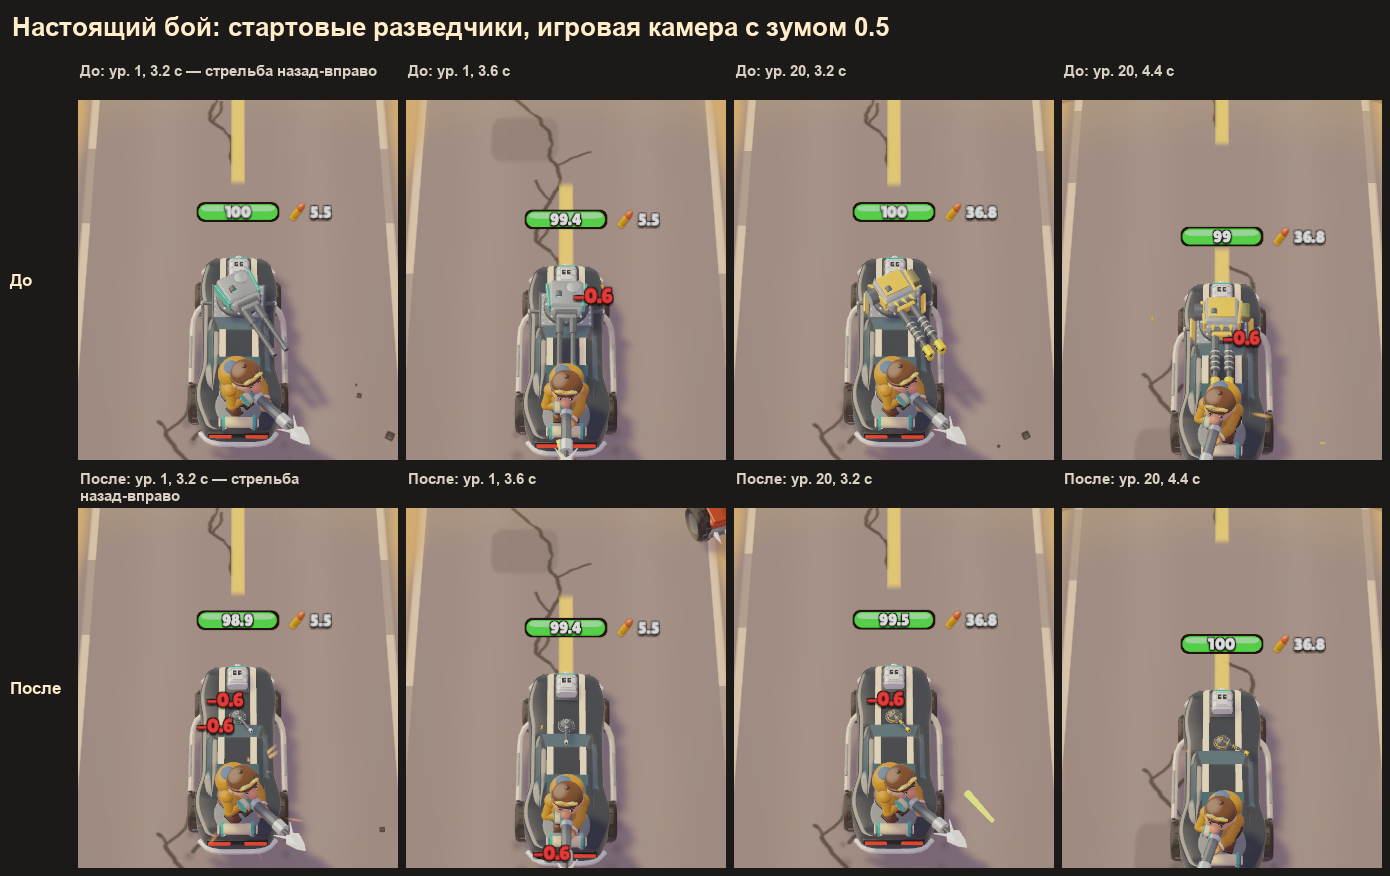 Настоящий бой: стартовые разведчики, игровая камера с зумом 0.5
До: ур. 1, 3.2 с — стрельба назад-вправо
До: ур. 1, 3.6 с
До: ур. 20, 3.2 с
До: ур. 20, 4.4 с
До
100
5.5
99.4
5.5
-0.6
100
36.8
99
36.8
-0.6
После: ур. 1, 3.2 с — стрельба
назад-вправо
После: ур. 1, 3.6 с
После: ур. 20, 3.2 с
После: ур. 20, 4.4 с
После
98.9
5.5
-0.6
-0.6
99.4
5.5
-0.6
99.5
36.8
-0.6
100
36.8